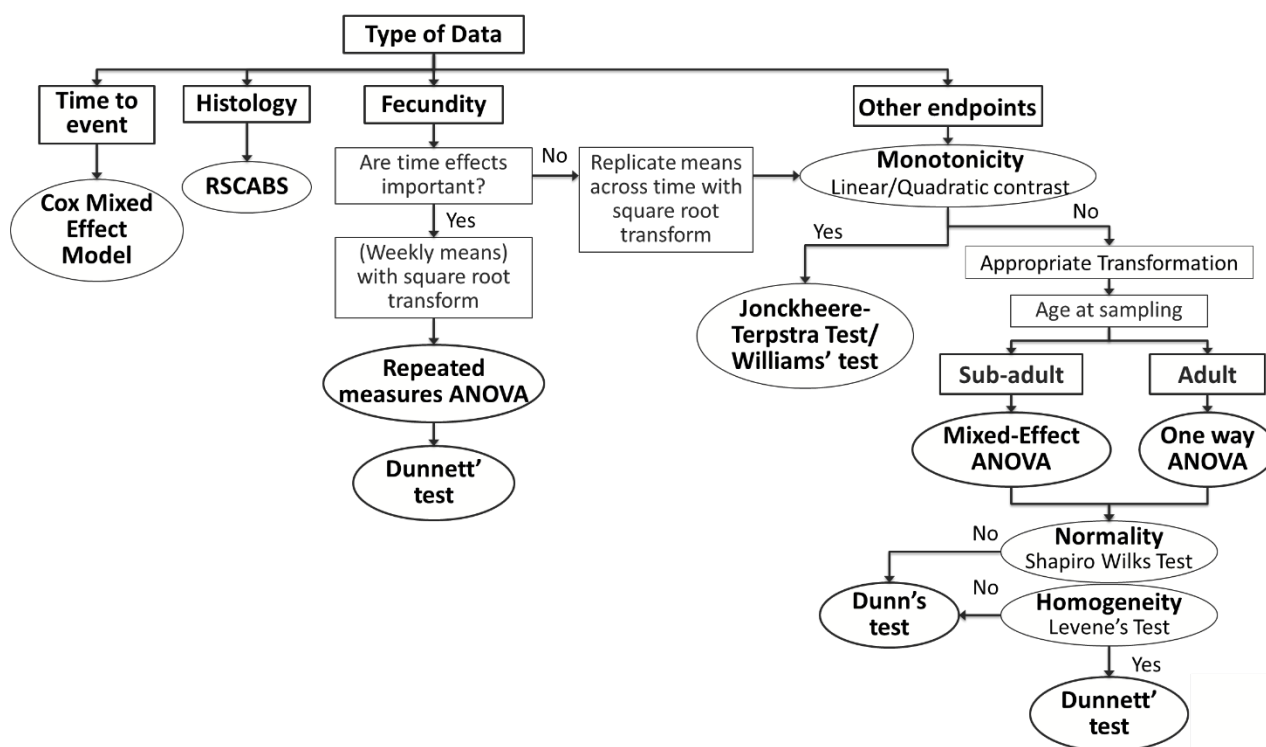 Type of Data
Time to
event
Histology
Fecundity
Other endpoints
Cox Mixed
Effect
Model
RSCABS
Are time effects
important?
No
Replicate means
across time with
square root
transform
Monotonicity
Linear/Quadratic contrast
Yes
(Weekly means)
with square root
transform
Yes
No
Jonckheere-
Terpstra Test/
Williams’ test
Appropriate Transformation
Age at sampling
Repeated
measures ANOVA
Sub-adult
Adult
Dunnett’
test
Mixed-Effect
ANOVA
One way
ANOVA
Normality
Shapiro Wilks Test
No
Homogeneity
Levene’s Test
No
Dunn’s
test
Yes
Dunnett’
test